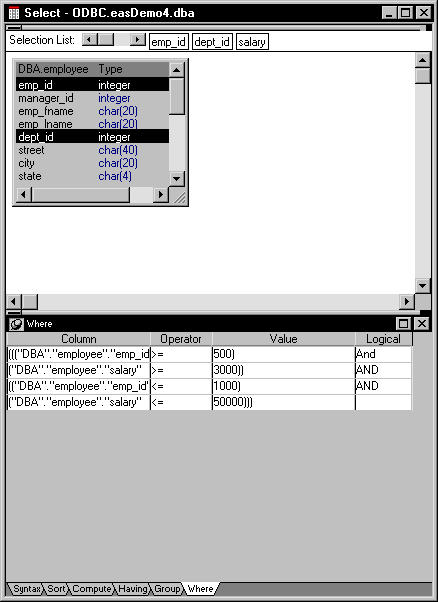 Select - ODBC.easDemo4.dba
Selection List: emp_id dept_id salary
DBA.employee Type
emp_id integer
manager_id integer
emp_fname char(20)
emp_lname char(20)
dept_id integer
street char(40)
city char(20)
state char(4)
Where
Column Operator Value Logical
((("DBA"."employee"."emp_id >= 500) And
("DBA"."employee"."salary" >= 3000)) AND
(("DBA"."employee"."emp_id" <= 1000) AND
("DBA"."employee"."salary" <= 50000)))
Syntax Sort Compute Having Group Where